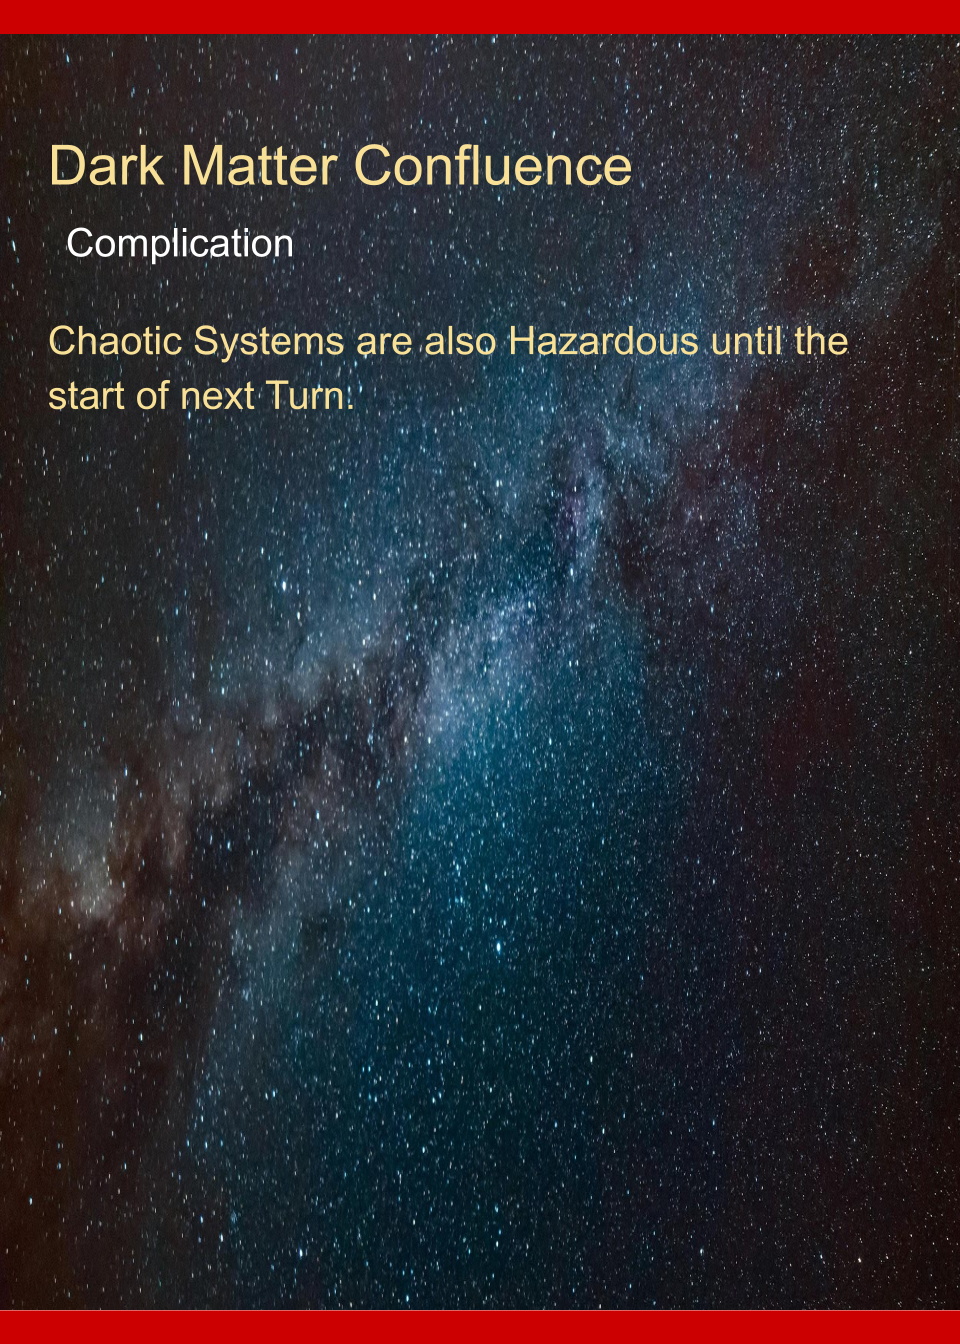 Dark Matter Confluence
Complication
Chaotic Systems are also Hazardous until the
start of next Turn.